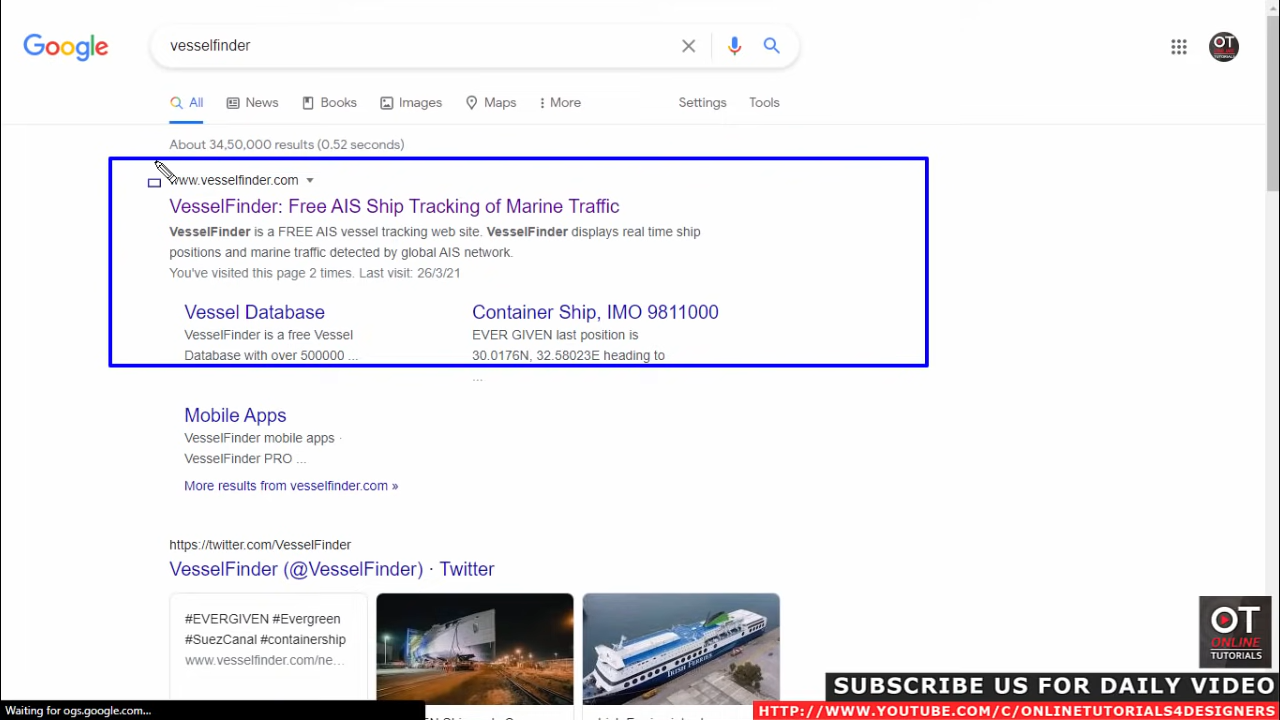 Google
vesselfinder
All News Books Images Maps More Settings Tools
OT
TUTORIALS
About 34,50,000 results (0.52 seconds)
www.vesselfinder.com
VesselFinder: Free AIS Ship Tracking of Marine Traffic
VesselFinder is a FREE AIS vessel tracking web site. VesselFinder displays real time ship
positions and marine traffic detected by global AIS network.
You've visited this page 2 times. Last visit: 26/3/21
Vessel Database
VesselFinder is a free Vessel
Database with over 500000 ...
Container Ship, IMO 9811000
EVER GIVEN last position is
30.0176N, 32.58023E heading to
...
Mobile Apps
VesselFinder mobile apps ·
VesselFinder PRO ...
More results from vesselfinder.com »
https://twitter.com/VesselFinder
VesselFinder (@VesselFinder) · Twitter
#EVERGIVEN #Evergreen
#SuezCanal #containership
www.vesselfinder.com/ne...
IRISH FERRIES
OT
ONLINE
TUTORIALS
SUBSCRIBE US FOR DAILY VIDEO
HTTP://WWW.YOUTUBE.COM/C/ONLINETUTORIALS4DESIGNERS
Waiting for ogs.google.com...